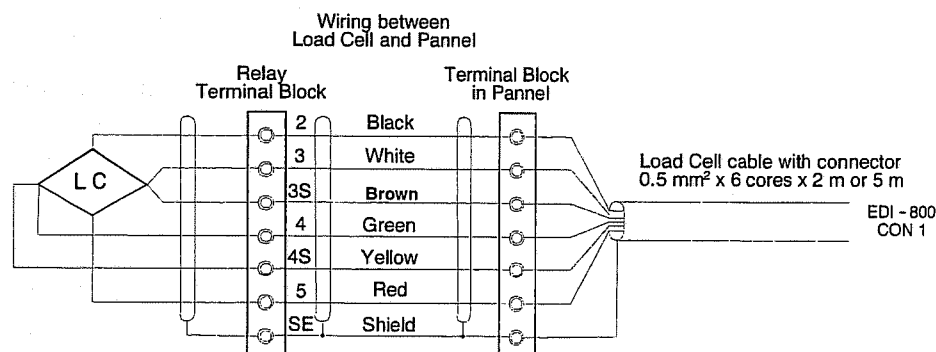 Wiring between
Load Cell and Pannel
Relay
Terminal Block
Terminal Block
in Pannel
2 Black
3 White
3S Brown
4 Green
4S Yellow
5 Red
SE Shield
L C
Load Cell cable with connector
0.5 mm² x 6 cores x 2 m or 5 m
EDI - 800
CON 1